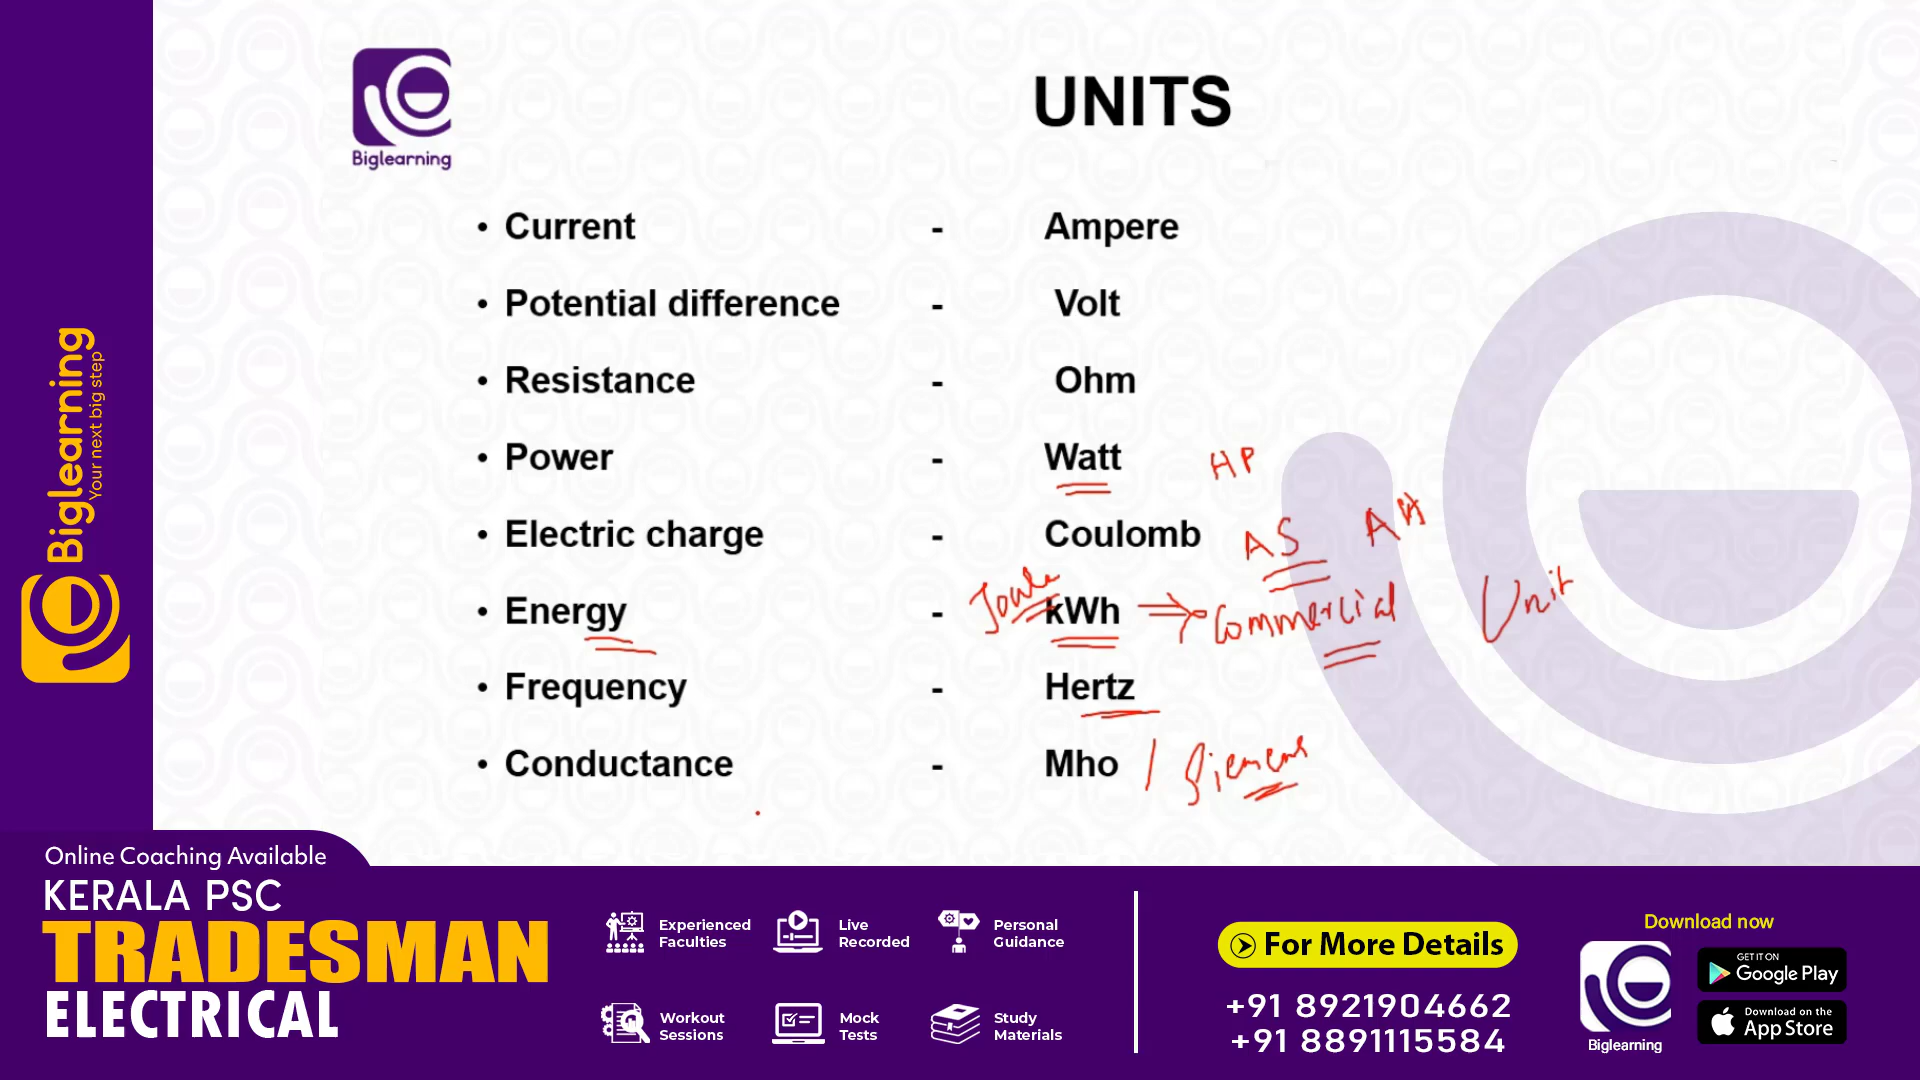 Biglearning
UNITS
• Current - Ampere
• Potential difference - Volt
• Resistance - Ohm
• Power - Watt HP
• Electric charge - Coulomb AS AH
• Energy - Joule kWh ⇒ Commercial Unit
• Frequency - Hertz
• Conductance - Mho / Siemens
Biglearning
Your next big step
Online Coaching Available
KERALA PSC
TRADESMAN
ELECTRICAL
Experienced
Faculties
Live
Recorded
Personal
Guidance
Workout
Sessions
Mock
Tests
Study
Materials
For More Details
+91 8921904662
+91 8891115584
Download now
Biglearning
GET IT ON
Google Play
Download on the
App Store